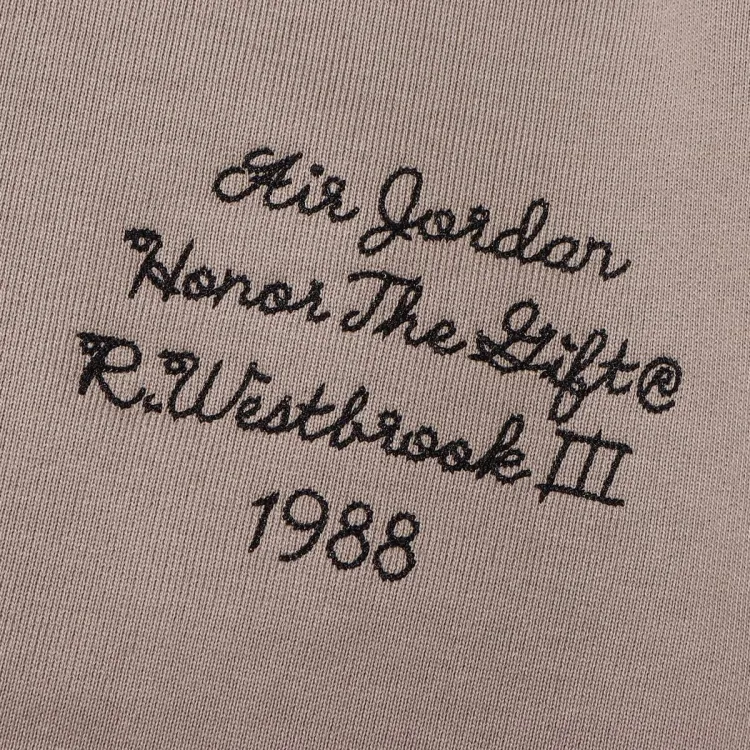 Air Jordan
Honor The Gift®
R.Westbrook III
1988